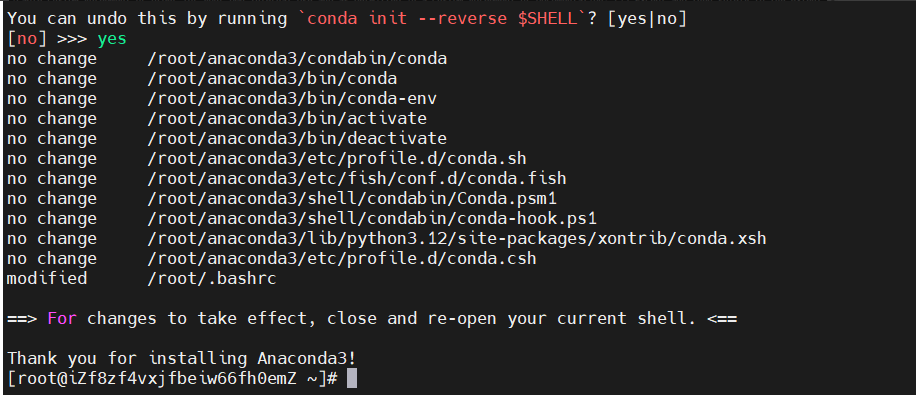 You can undo this by running `conda init --reverse $SHELL`? [yes|no]
[no] >>> yes
no change     /root/anaconda3/condabin/conda
no change     /root/anaconda3/bin/conda
no change     /root/anaconda3/bin/conda-env
no change     /root/anaconda3/bin/activate
no change     /root/anaconda3/bin/deactivate
no change     /root/anaconda3/etc/profile.d/conda.sh
no change     /root/anaconda3/etc/fish/conf.d/conda.fish
no change     /root/anaconda3/shell/condabin/Conda.psm1
no change     /root/anaconda3/shell/condabin/conda-hook.ps1
no change     /root/anaconda3/lib/python3.12/site-packages/xontrib/conda.xsh
no change     /root/anaconda3/etc/profile.d/conda.csh
modified      /root/.bashrc
==> For changes to take effect, close and re-open your current shell. <==
Thank you for installing Anaconda3!
[root@iZf8zf4vxjfbeiw66fh0emZ ~]#